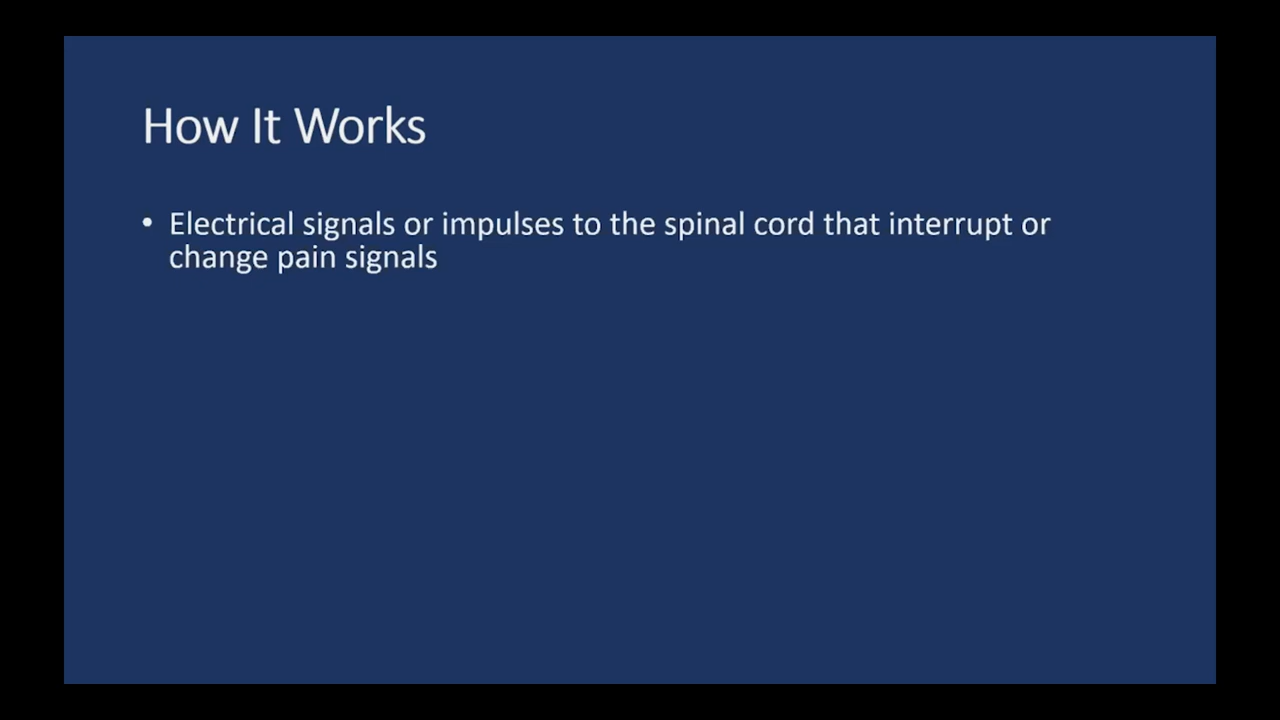 How It Works
• Electrical signals or impulses to the spinal cord that interrupt or
change pain signals